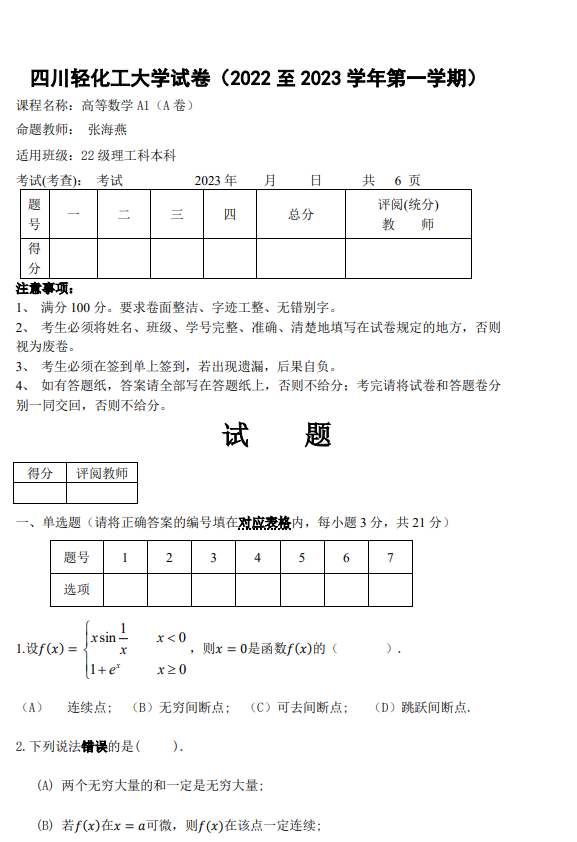 四川轻化工大学试卷（2022 至 2023 学年第一学期）
课程名称：高等数学 A1（A 卷）
命题教师： 张海燕
适用班级：22 级理工科本科
考试(考查)： 考试 2023 年 月 日 共 6 页
题号 一 二 三 四 总分 评阅(统分)教 师
得分
注意事项：
1、 满分 100 分。要求卷面整洁、字迹工整、无错别字。
2、 考生必须将姓名、班级、学号完整、准确、清楚地填写在试卷规定的地方，否则
视为废卷。
3、 考生必须在签到单上签到，若出现遗漏，后果自负。
4、 如有答题纸，答案请全部写在答题纸上，否则不给分；考完请将试卷和答题卷分
别一同交回，否则不给分。
试 题
得分 评阅教师
一、单选题（请将正确答案的编号填在对应表格内，每小题 3 分，共 21 分）
题号 1 2 3 4 5 6 7
选项
1.设f(x) = { x sin 1/x x < 0 1 + e^x x ≥ 0 ，则x = 0是函数f(x)的（ ）.
（A） 连续点; （B）无穷间断点; （C）可去间断点; （D）跳跃间断点.
2.下列说法错误的是( ).
(A) 两个无穷大量的和一定是无穷大量;
(B) 若f(x)在x = a可微，则f(x)在该点一定连续;